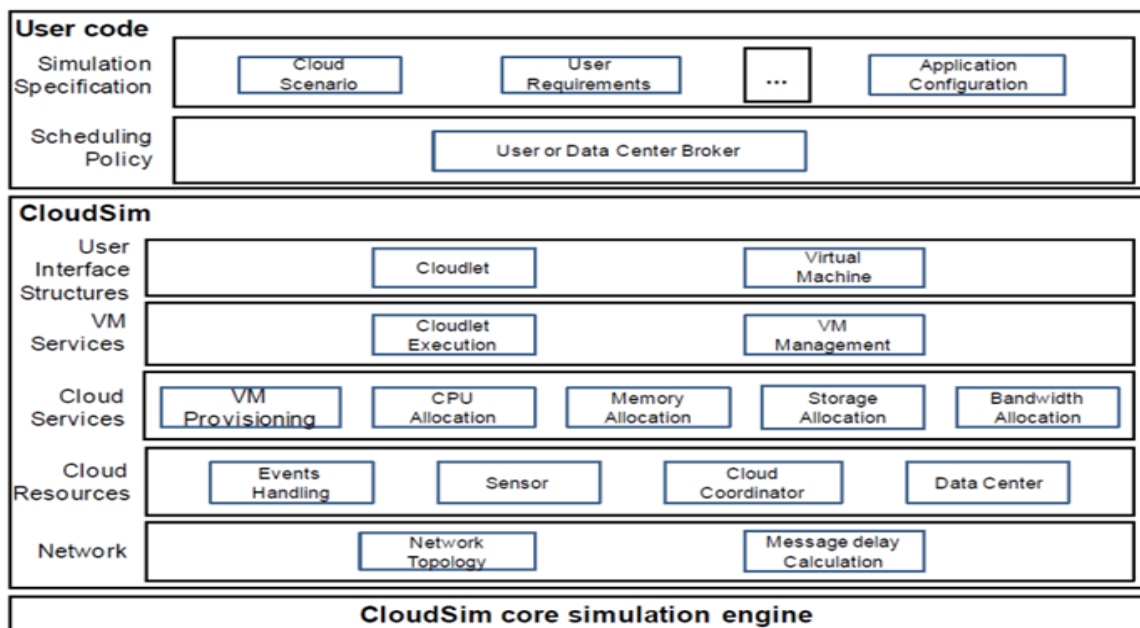 User code
Simulation
Specification
Cloud
Scenario
User
Requirements
...
Application
Configuration
Scheduling
Policy
User or Data Center Broker
CloudSim
User
Interface
Structures
Cloudlet
Virtual
Machine
VM
Services
Cloudlet
Execution
VM
Management
Cloud
Services
VM
Provisioning
CPU
Allocation
Memory
Allocation
Storage
Allocation
Bandwidth
Allocation
Cloud
Resources
Events
Handling
Sensor
Cloud
Coordinator
Data Center
Network
Network
Topology
Message delay
Calculation
CloudSim core simulation engine